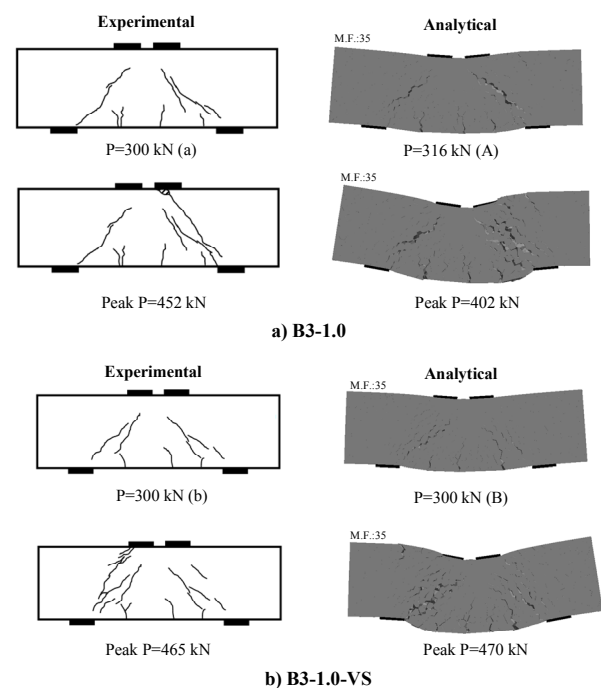 Experimental
Analytical
M.F.:35
P=300 kN (a)
P=316 kN (A)
M.F.:35
Peak P=452 kN
Peak P=402 kN
a) B3-1.0
Experimental
Analytical
M.F.:35
P=300 kN (b)
P=300 kN (B)
M.F.:35
Peak P=465 kN
Peak P=470 kN
b) B3-1.0-VS